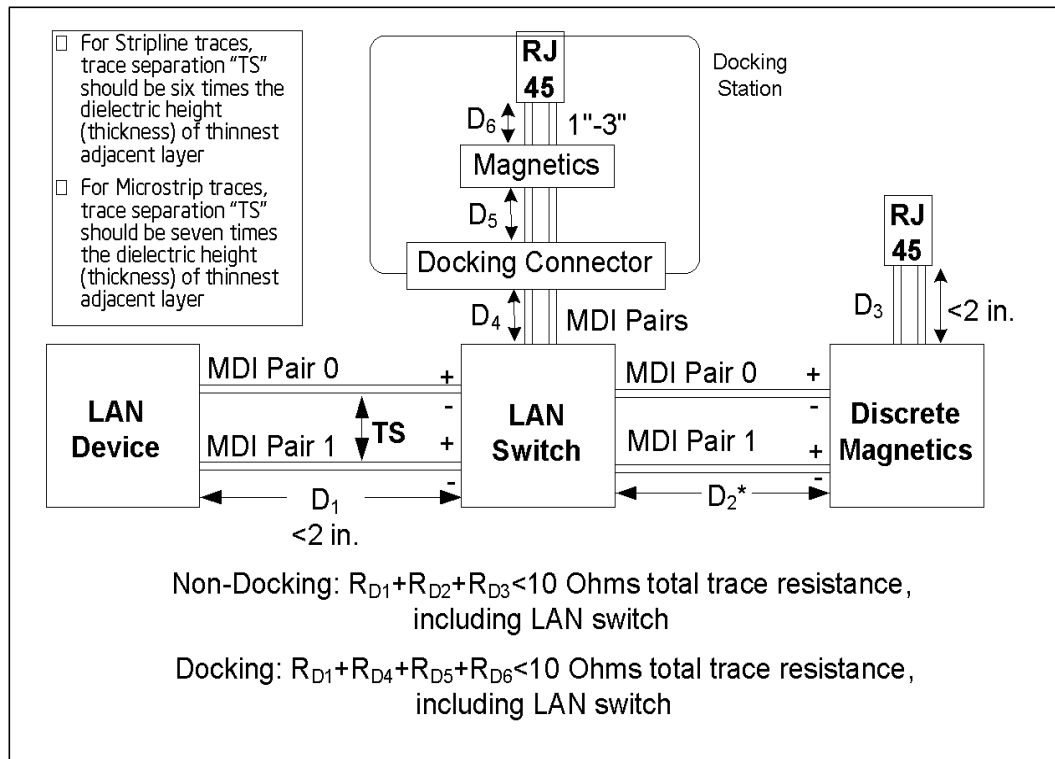 For Stripline traces,
trace separation “TS”
should be six times the
dielectric height
(thickness) of thinnest
adjacent layer
For Microstrip traces,
trace separation “TS”
should be seven times
the dielectric height
(thickness) of thinnest
adjacent layer
RJ
45
Docking
Station
D6
1"-3"
Magnetics
D5
Docking Connector
D4
MDI Pairs
RJ
45
D3
<2 in.
LAN
Device
MDI Pair 0
+
-
TS
MDI Pair 1
+
-
D1
<2 in.
LAN
Switch
MDI Pair 0
+
-
MDI Pair 1
+
-
D2*
Discrete
Magnetics
Non-Docking: RD1+RD2+RD3<10 Ohms total trace resistance,
including LAN switch
Docking: RD1+RD4+RD5+RD6<10 Ohms total trace resistance,
including LAN switch